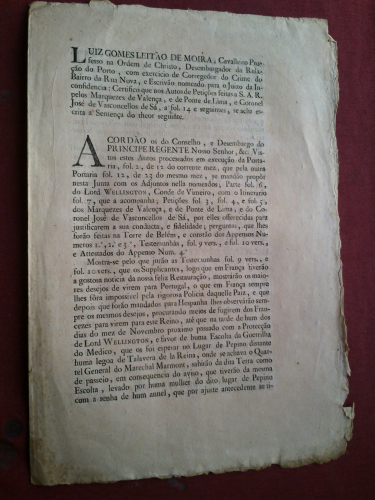 LUIZ GOMES LEITÃO DE MOIRA, Cavalleiro Pro-
fesso na Ordem de Christo, Desembargador da Rela-
ção do Porto, com exercicio de Corregedor do Crime do
Bairro da Rua Nova, e Escrivão nomeado para o Juizo da In-
confidencia: Certifico que nos Autos de Petições feitas a S. A. R.
pelos Marquezes de Valença, e de Ponte de Lima, e Coronel
José de Vasconcellos de Sá, a fol. 14 e seguintes, se acha es-
crita a Sentença do theor seguinte.
ACORDÃO os do Conselho, e Desembargo do
PRINCIPE REGENTE Nosso Senhor, &c. Vis-
tos estes Autos processados em execução da Porta-
ria, fol. 2, de 12 do corrente mez, que pela outra
Portaria fol. 12, de 23 do mesmo mez, se mandão propôr
nesta Junta com os Adjuntos nella nomeados; Parte fol. 6,
do Lord WELLINGTON, Conde de Vimeiro, com o Itinerario
fol. 7, que a acompanha; Petições fol. 3, fol. 4, e fol. 5,
dos Marquezes de Valença, e de Ponte de Lima, e do Co-
ronel José de Vasconcellos de Sá, por elles offerecidas para
justificarem a sua conducta, e fidelidade; perguntas, que lhes
forão feitas na Torre de Belém, e constão dos Appensos Nu-
meros 1.º, 2.º e 3.º, Testemunhas, fol. 9 vers., e fol. 10 vers.,
e Attestados do Appenso Num. 4.º
Mostra-se pelo que jurão as Testemunhas fol. 9 vers., e
fol. 10 vers., que os Supplicantes, logo que em França tiverão
a gostosa noticia da nossa feliz Restauração, mostrárão os maio-
res desejos de virem para Portugal, o que em França sempre
lhes fôra impossivel pela rigorosa Policia daquelle Paiz, e que
depois que forão mandados para Hespanha lhes observárão sem-
pre os mesmos desejos, procurando meios de fugirem dos Fran-
cezes para virem para este Reino, até que na tarde de hum dos
dias do mez de Novembro proximo passado com a Protecção
de Lord WELLINGTON, e favor de huma Escolta da Guerrilha
do Medico, que os foi esperar no Lugar de Pepino distante
huma legoa de Talavera de la Reina, onde se achava o Quar-
tel General do Marechal Marmont, sahirão da dita Terra como
de passeio, em consequencia do aviso, que tiverão da mesma
Escolta, levado por huma mulher do dito lugar de Pepino
com a senha de hum annel, que por ajuste antecedente se ti-